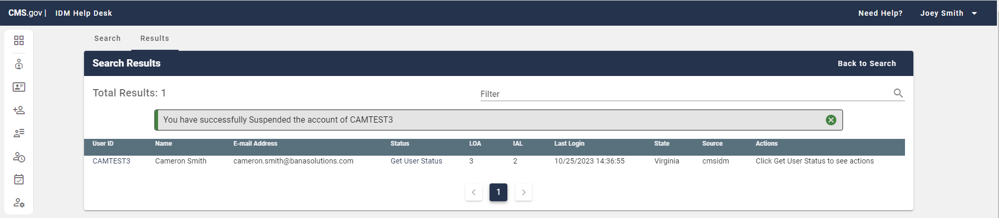 CMS.gov | IDM Help Desk Need Help? Joey Smith
Search Results
Search Results Back to Search
Total Results: 1 Filter
You have successfully Suspended the account of CAMTEST3
User ID Name E-mail Address Status LOA IAL Last Login State Source Actions
CAMTEST3 Cameron Smith cameron.smith@banasolutions.com Get User Status 3 2 10/25/2023 14:36:55 Virginia cmsidm Click Get User Status to see actions
1